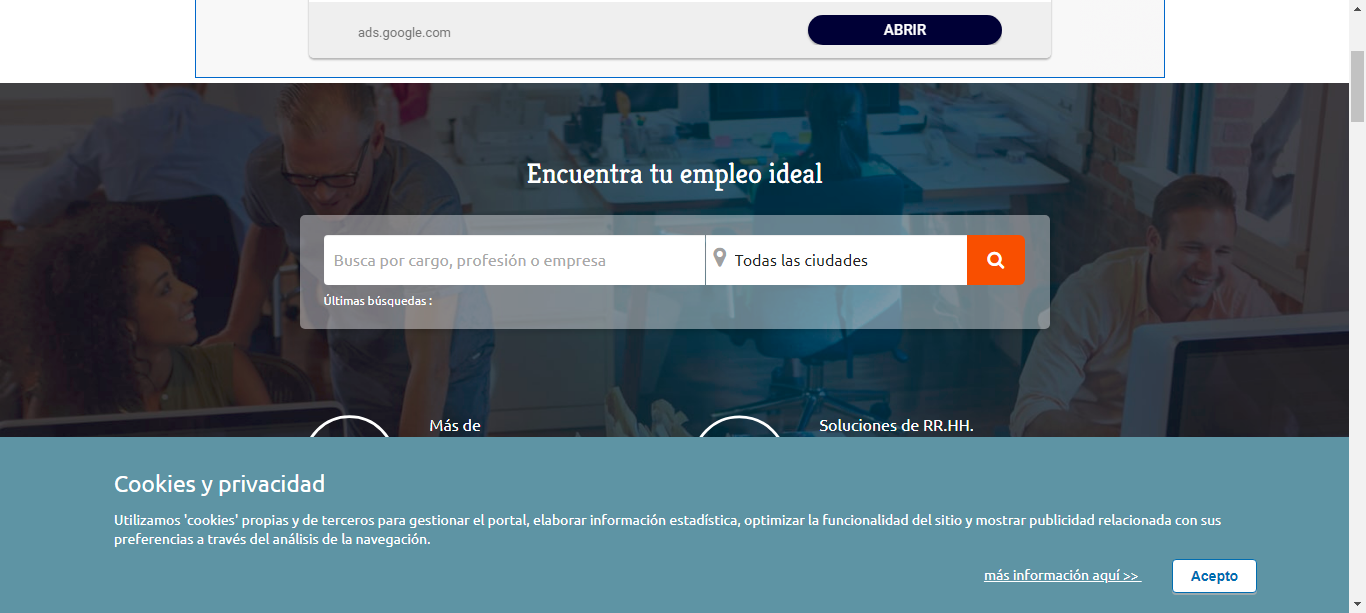 ads.google.com
ABRIR
Encuentra tu empleo ideal
Busca por cargo, profesión o empresa
Todas las ciudades
Últimas búsquedas :
Más de
Soluciones de RR.HH.
Cookies y privacidad
Utilizamos 'cookies' propias y de terceros para gestionar el portal, elaborar información estadística, optimizar la funcionalidad del sitio y mostrar publicidad relacionada con sus
preferencias a través del análisis de la navegación.
más información aquí >>
Acepto